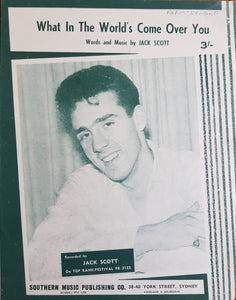 What In The World's Come Over You
Words and Music by JACK SCOTT
3/-
Recorded by
JACK SCOTT
On TOP RANK-FESTIVAL FK-3123
SOUTHERN MUSIC PUBLISHING CO. 38-40 YORK STREET, SYDNEY